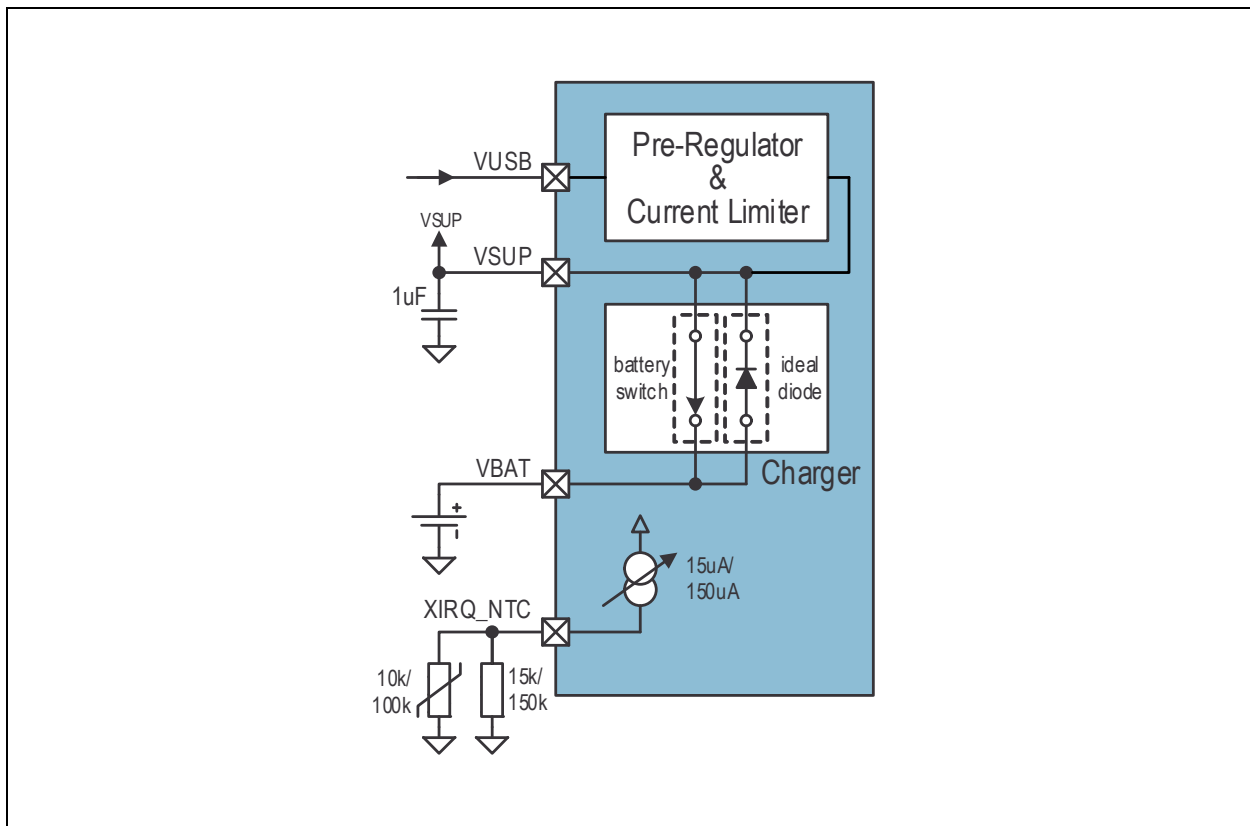 Pre-Regulator
&
Current Limiter
VUSB
VSUP
VSUP
1uF
battery
switch
ideal
diode
VBAT
Charger
+
-
15uA/
150uA
XIRQ_NTC
10k/
100k
15k/
150k